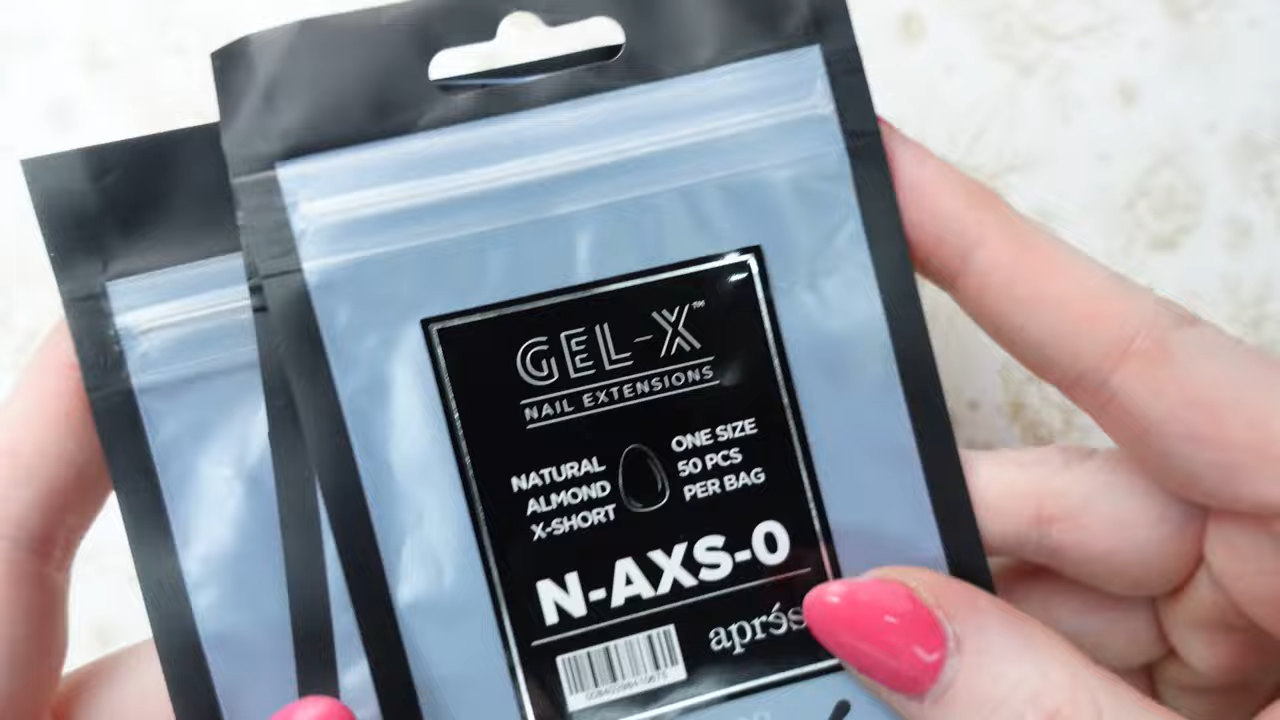 GEL-X™
NAIL EXTENSIONS
NATURAL
ALMOND
X-SHORT
ONE SIZE
50 PCS
PER BAG
N-AXS-0
aprés